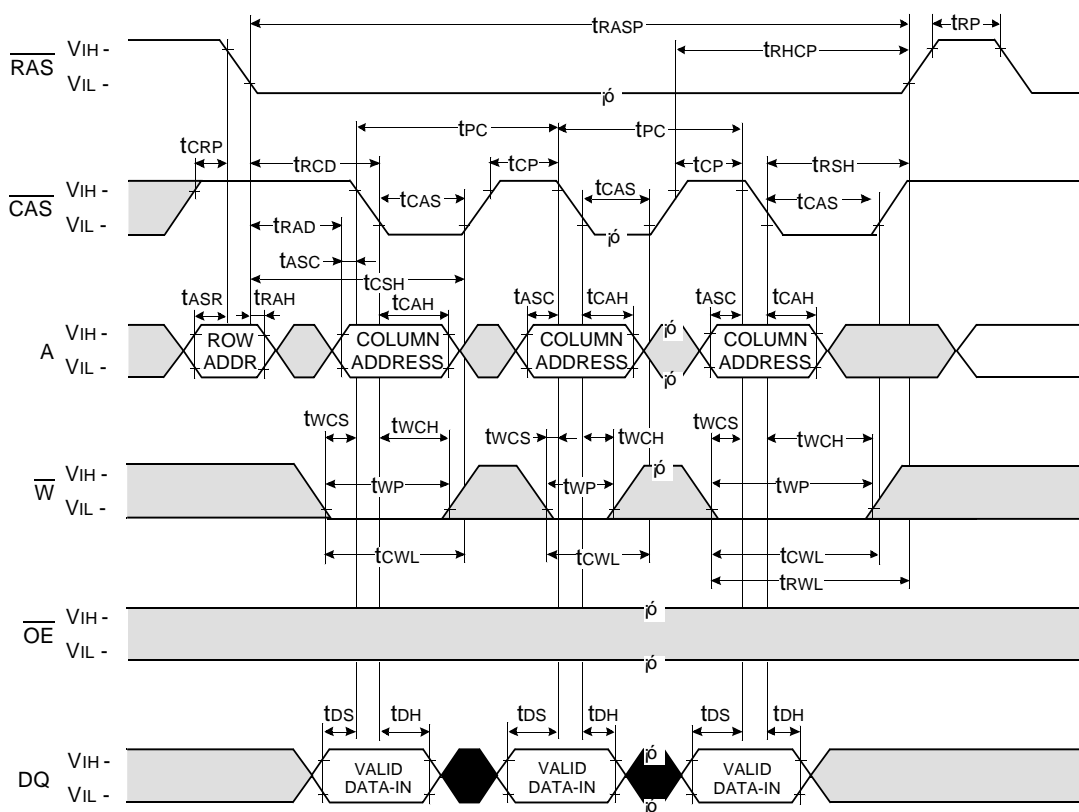 tRASP tRP
VIH - tRHCP
RAS
VIL - ¡ó
tPC tPC
tCRP tRCD tCP tCP tRSH
VIH - tCAS tCAS tCAS
CAS
VIL - tRAD ¡ó
tASC tCSH
tASR tRAH tCAH tASC tCAH tASC tCAH
VIH - ROW COLUMN COLUMN ¡ó COLUMN
A
VIL - ADDR ADDRESS ADDRESS ¡ó ADDRESS
tWCS tWCH tWCS tWCH tWCS tWCH
VIH - ¡ó
W tWP tWP tWP
VIL -
tCWL tCWL tCWL
tRWL
VIH - ¡ó
OE
VIL - ¡ó
tDS tDH tDS tDH tDS tDH
VIH - VALID VALID ¡ó VALID
DQ
VIL - DATA-IN DATA-IN ¡ó DATA-IN